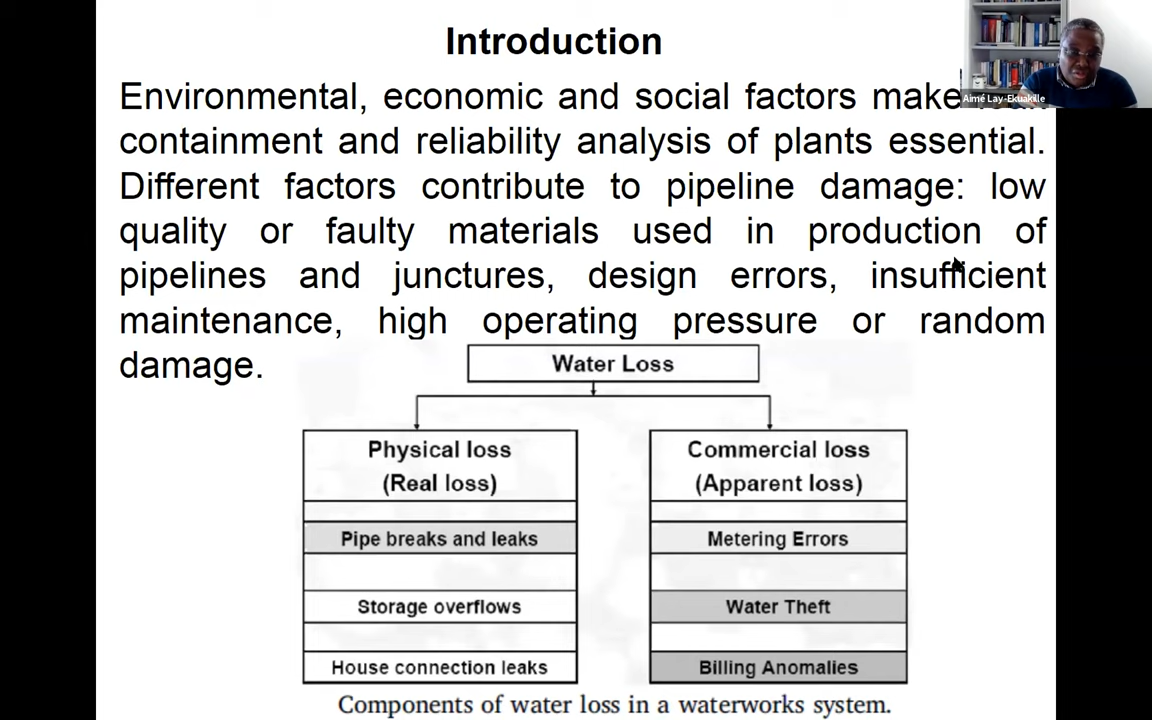 Introduction
Environmental, economic and social factors make
containment and reliability analysis of plants essential.
Different factors contribute to pipeline damage: low
quality or faulty materials used in production of
pipelines and junctures, design errors, insufficient
maintenance, high operating pressure or random
damage.
Aimé Lay-Ekuakille
Water Loss
Physical loss
(Real loss)
Pipe breaks and leaks
Storage overflows
House connection leaks
Commercial loss
(Apparent loss)
Metering Errors
Water Theft
Billing Anomalies
Components of water loss in a waterworks system.